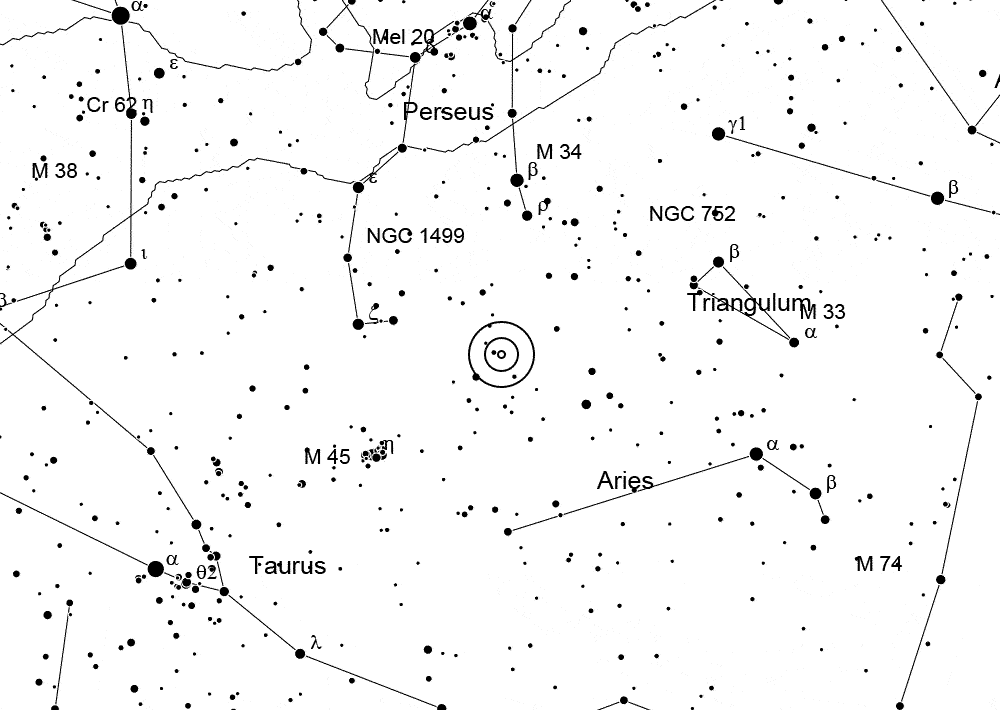 α
α
Mel 20
β
ε
Cr 62 η
Perseus
γ1
M 34
M 38
β
ε
β
ρ
NGC 752
NGC 1499
ι
β
β
Triangulum
M 33
ζ
α
α
M 45
η
Aries
β
α
θ2
Taurus
M 74
λ